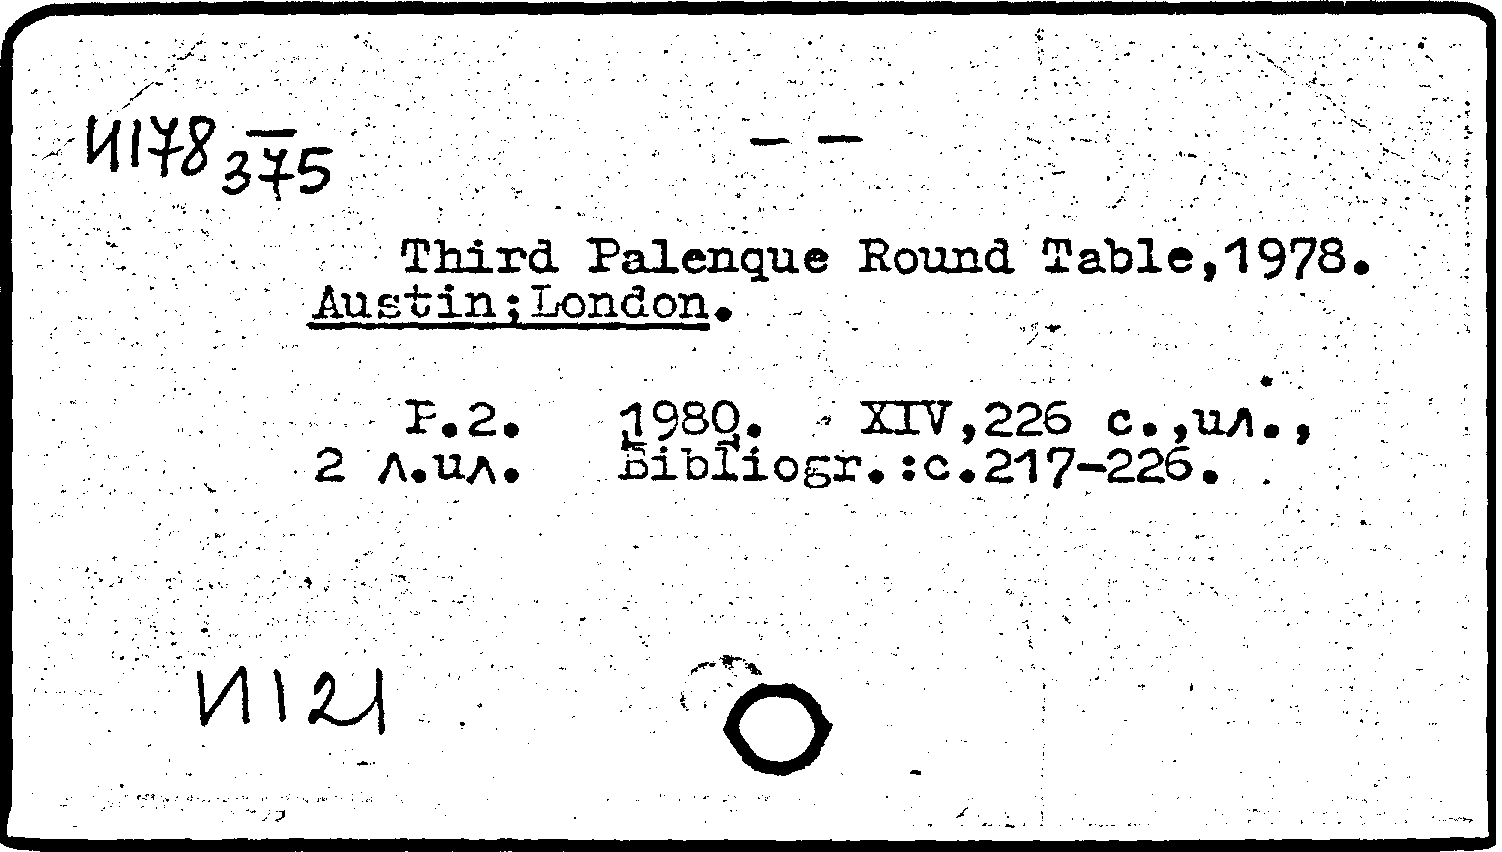 И178 375
— —
Third Palenque Round Table,1978.
Austin;London.
P.2. 1980. XIV,226 с.,ил.,
2 л.ил. Bibliogr.:с.217-226.
И121